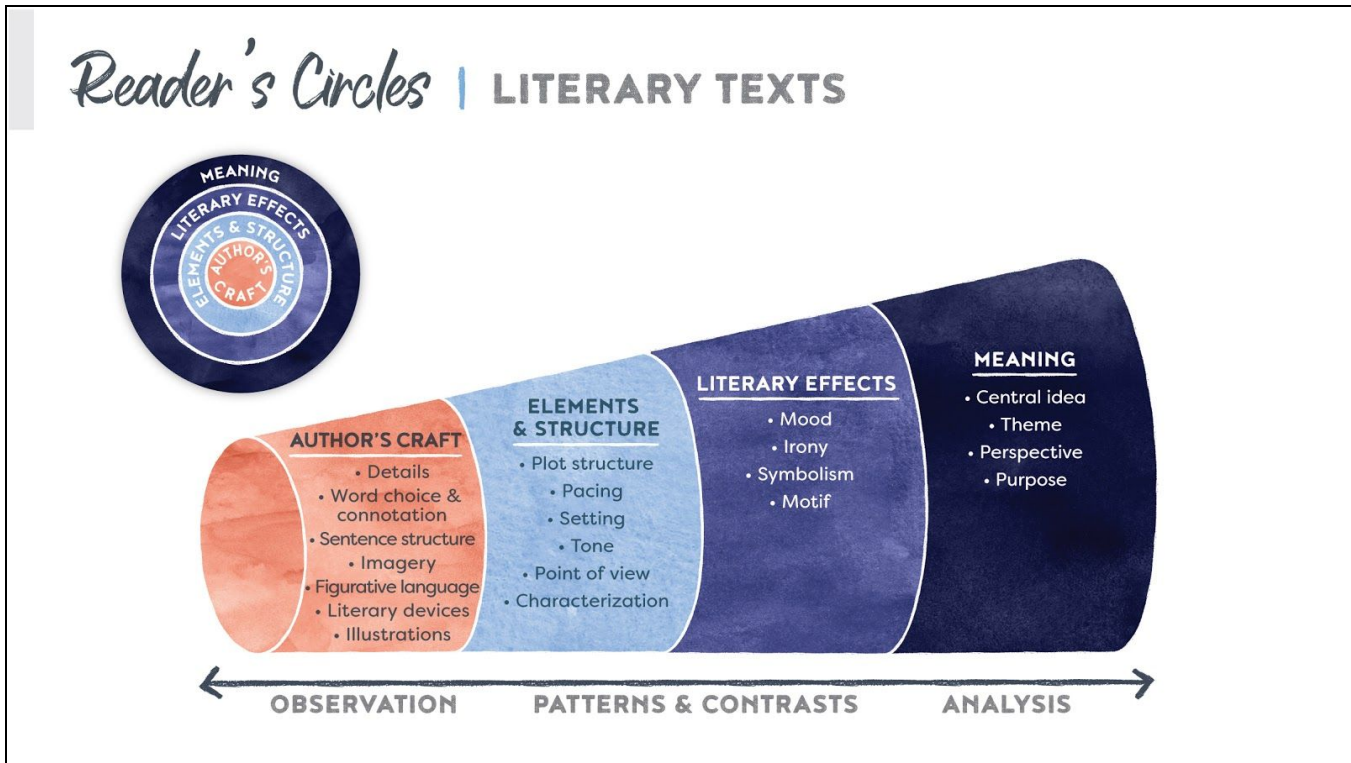 Reader's Circles | LITERARY TEXTS
MEANING
LITERARY EFFECTS
ELEMENTS & STRUCTURE
AUTHOR'S
CRAFT
AUTHOR'S CRAFT
• Details
• Word choice &
connotation
• Sentence structure
• Imagery
• Figurative language
• Literary devices
• Illustrations
ELEMENTS
& STRUCTURE
• Plot structure
• Pacing
• Setting
• Tone
• Point of view
• Characterization
LITERARY EFFECTS
• Mood
• Irony
• Symbolism
• Motif
MEANING
• Central idea
• Theme
• Perspective
• Purpose
OBSERVATION
PATTERNS & CONTRASTS
ANALYSIS